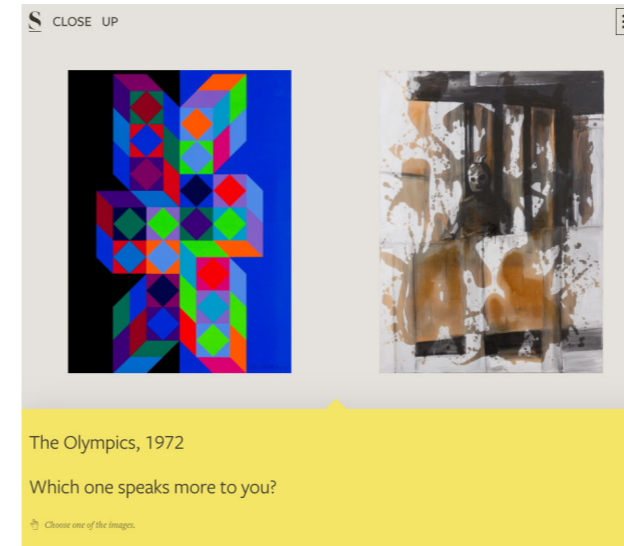 S CLOSE UP
The Olympics, 1972
Which one speaks more to you?
Choose one of the images.